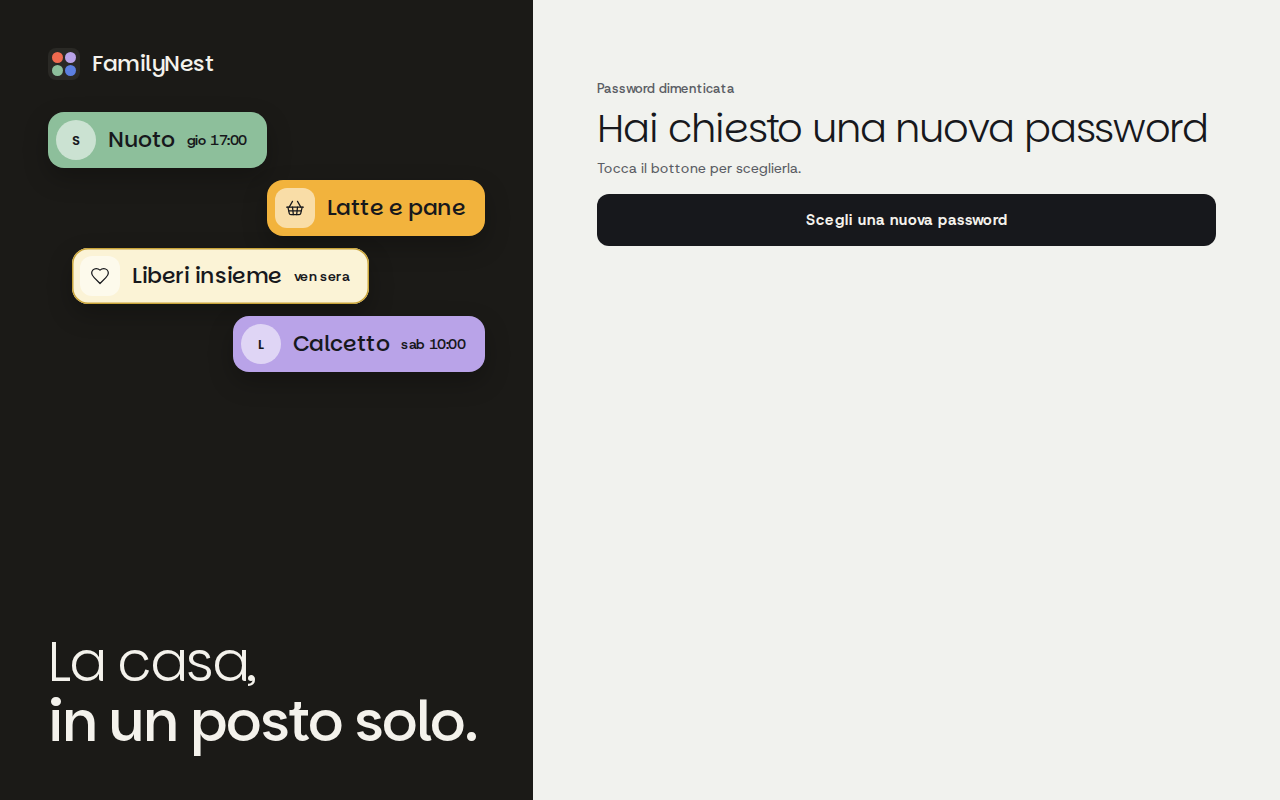 FamilyNest
S Nuoto gio 17:00
Latte e pane
Liberi insieme ven sera
L Calcetto sab 10:00
La casa,
in un posto solo.
Password dimenticata
Hai chiesto una nuova password
Tocca il bottone per sceglierla.
Scegli una nuova password